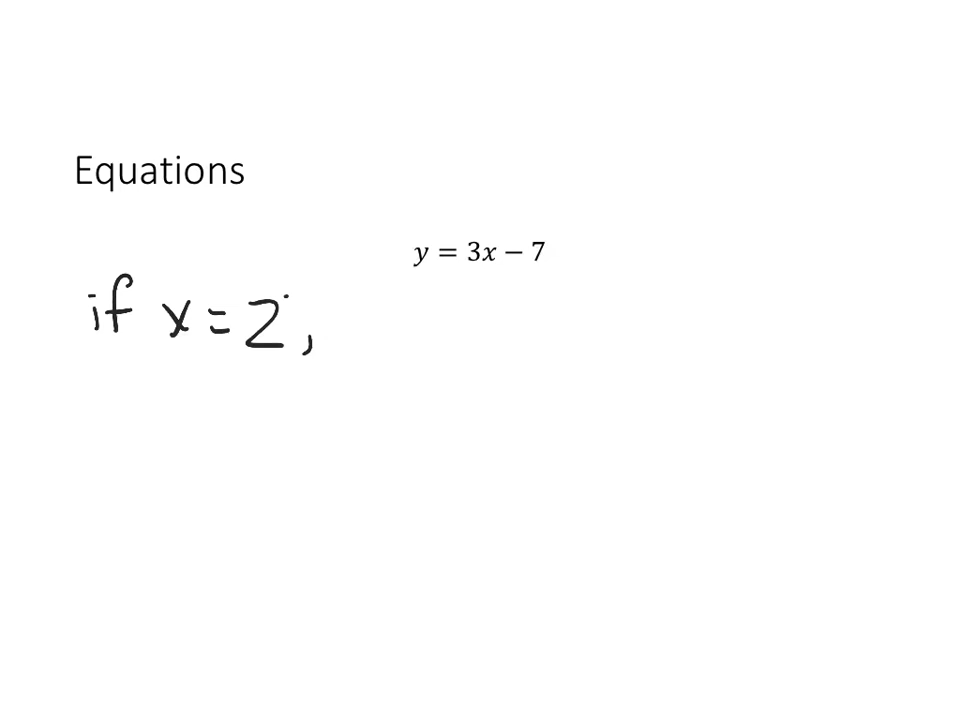 Equations
y = 3x − 7
if x = 2,